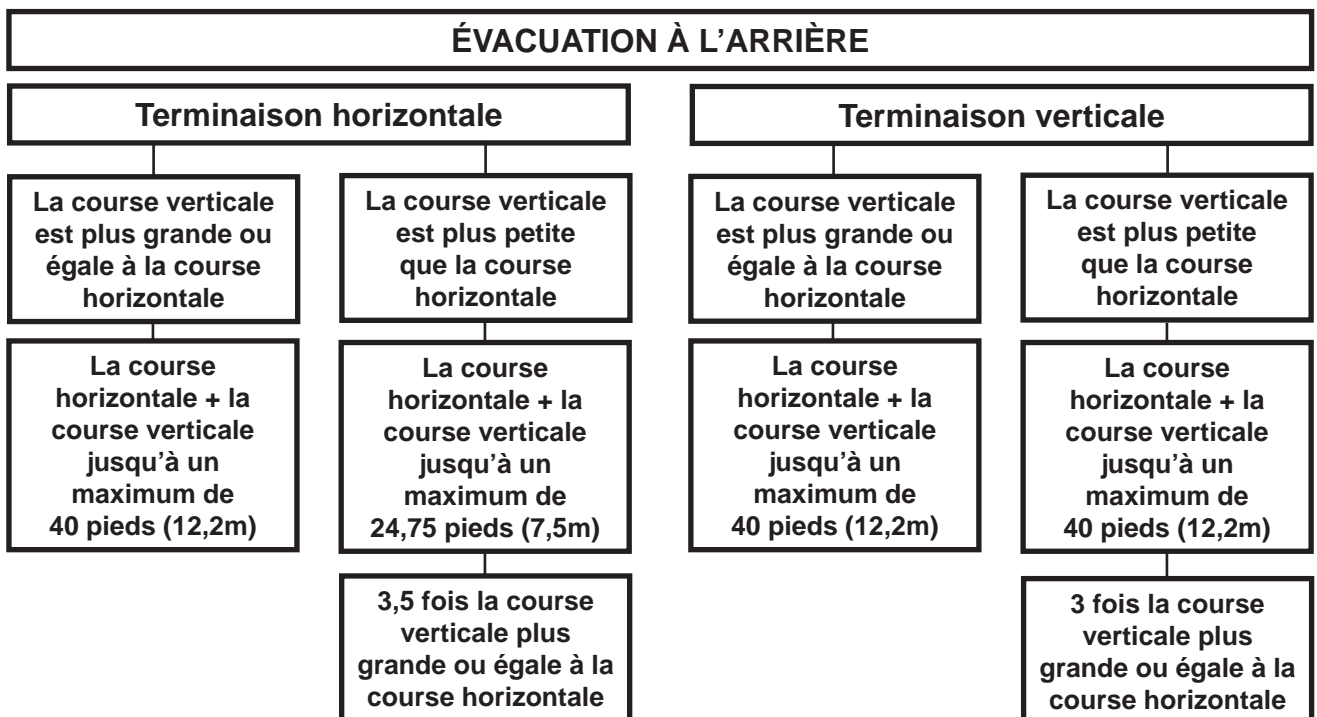 ÉVACUATION À L'ARRIÈRE
Terminaison horizontale
La course verticale
est plus grande ou
égale à la course
horizontale
La course
horizontale + la
course verticale
jusqu'à un
maximum de
40 pieds (12,2m)
La course verticale
est plus petite
que la course
horizontale
La course
horizontale + la
course verticale
jusqu'à un
maximum de
24,75 pieds (7,5m)
3,5 fois la course
verticale plus
grande ou égale à la
course horizontale
Terminaison verticale
La course verticale
est plus grande ou
égale à la course
horizontale
La course
horizontale + la
course verticale
jusqu'à un
maximum de
40 pieds (12,2m)
La course verticale
est plus petite
que la course
horizontale
La course
horizontale + la
course verticale
jusqu'à un
maximum de
40 pieds (12,2m)
3 fois la course
verticale plus
grande ou égale à la
course horizontale